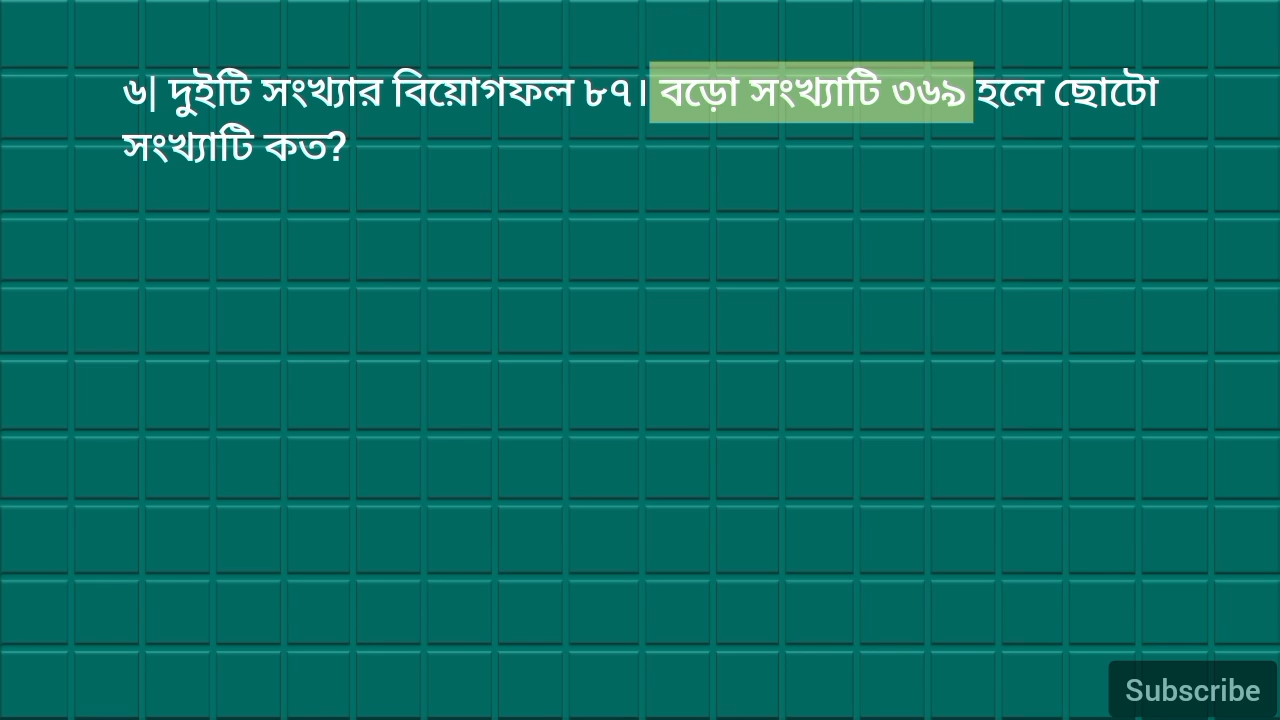 ৬| দুইটি সংখ্যার বিয়োগফল ৮৭। বড়ো সংখ্যাটি ৩৬৯ হলে ছোটো
সংখ্যাটি কত?
Subscribe